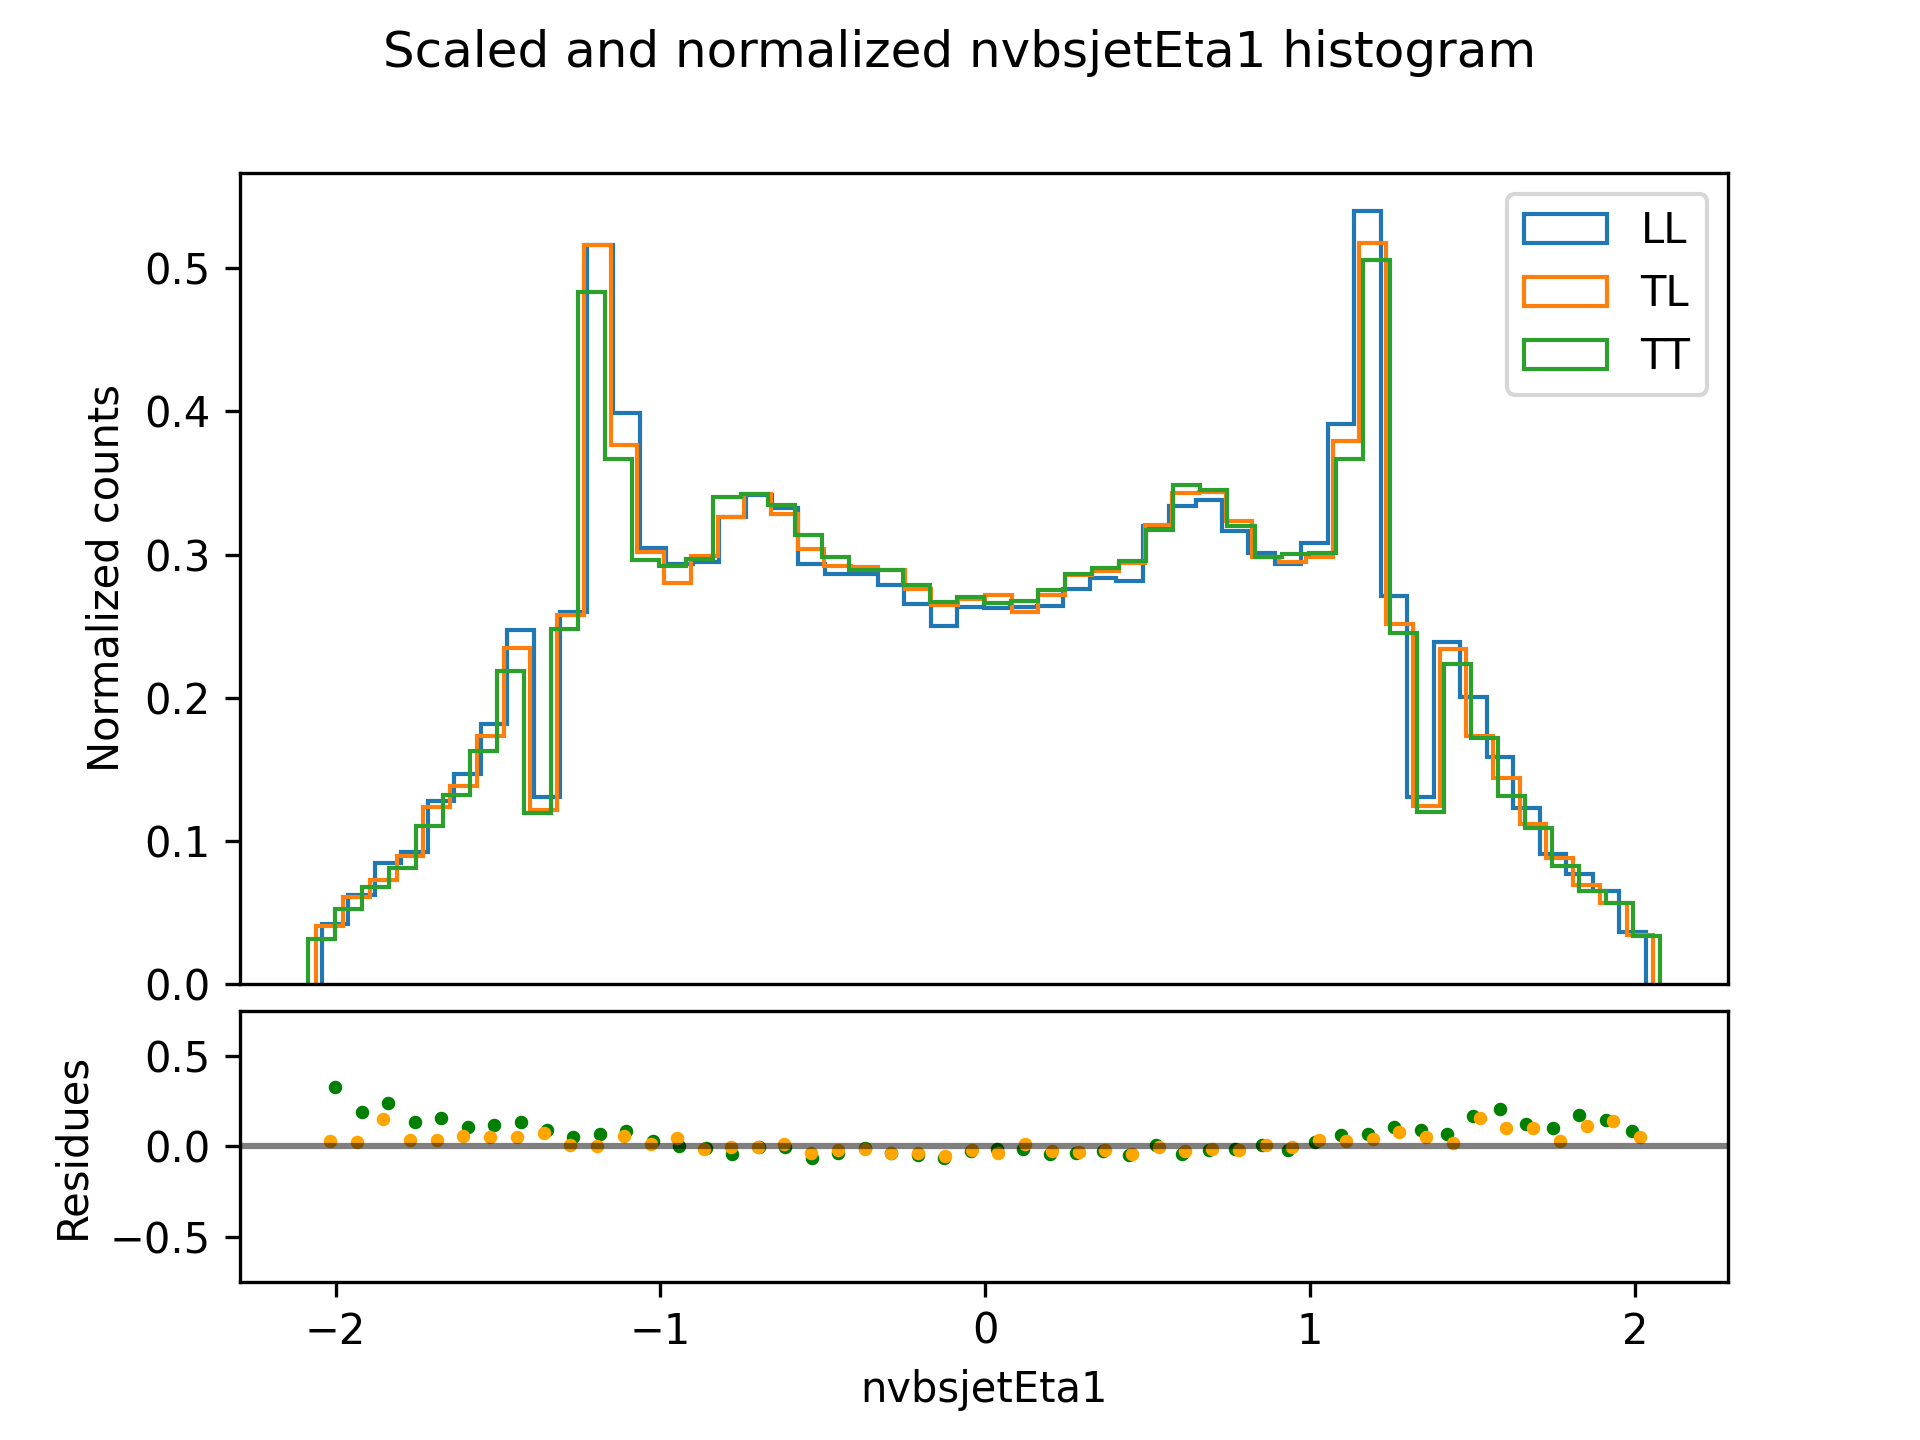 Scaled and normalized nvbsjetEta1 histogram
LL
TL
TT
Normalized counts
0.5
0.4
0.3
0.2
0.1
0.0
Residues
0.5
0.0
−0.5
−2 −1 0 1 2
nvbsjetEta1